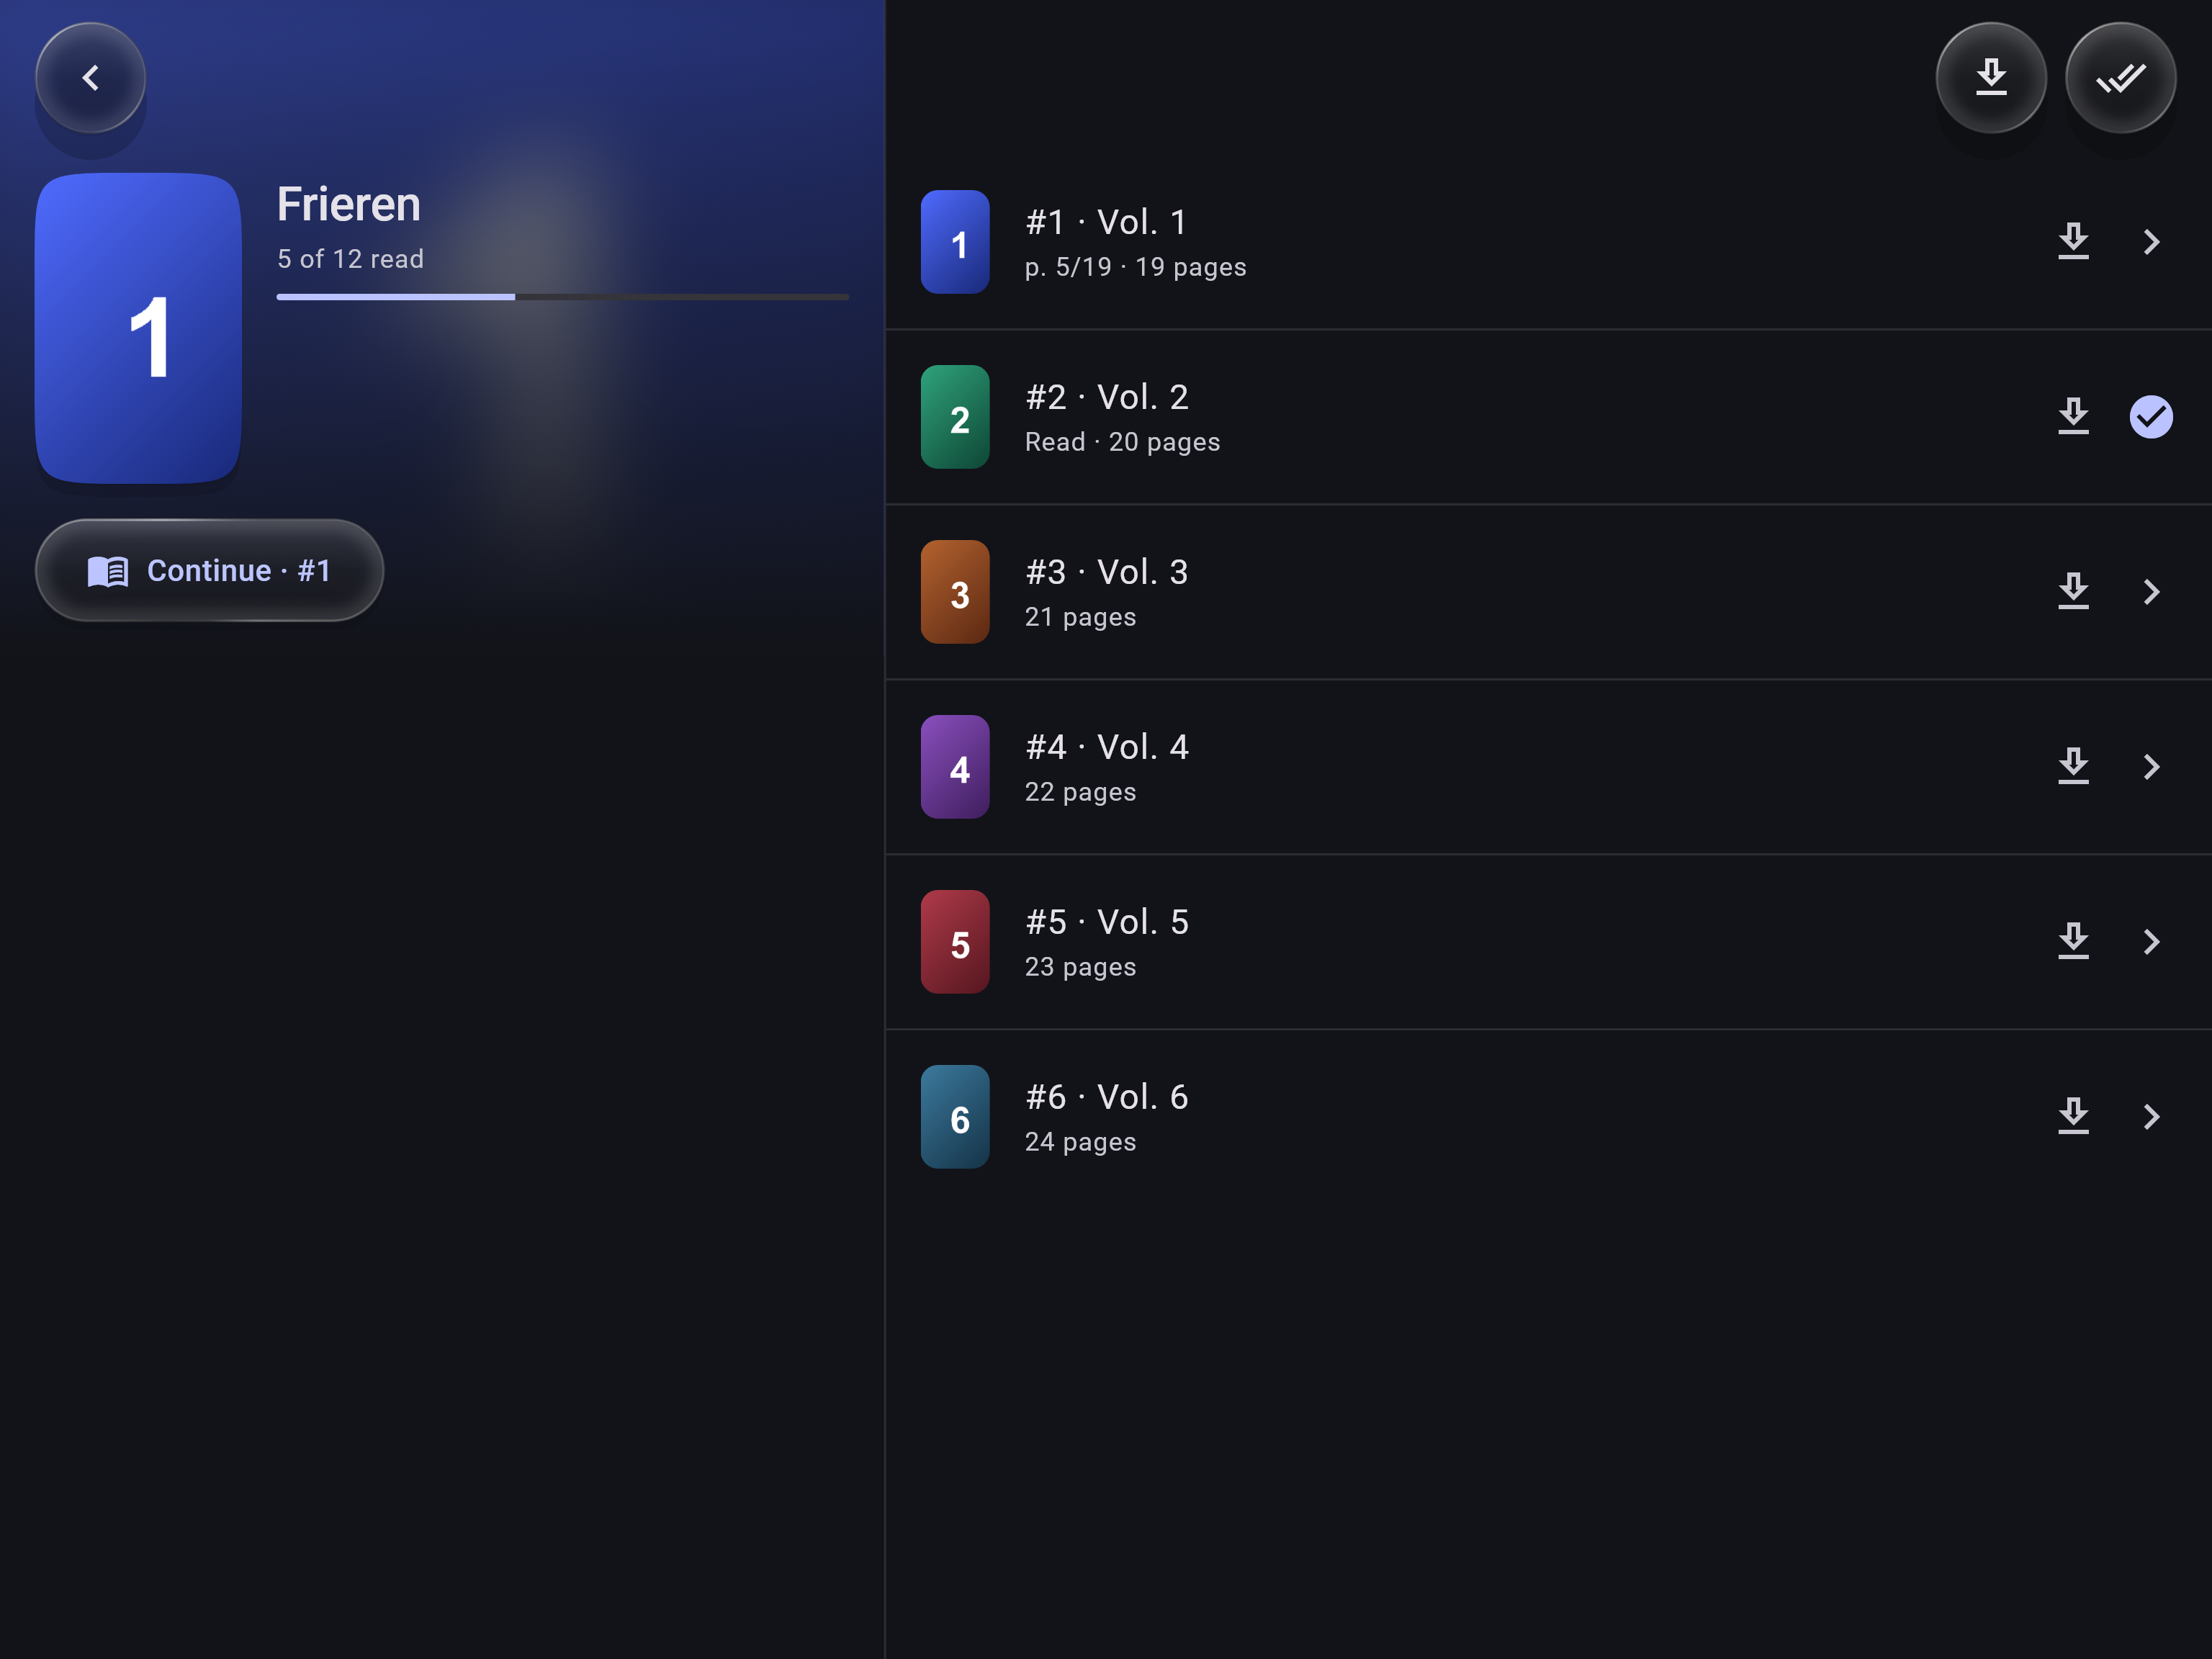 1
Frieren
5 of 12 read
Continue · #1
1
#1 · Vol. 1
p. 5/19 · 19 pages
2
#2 · Vol. 2
Read · 20 pages
3
#3 · Vol. 3
21 pages
4
#4 · Vol. 4
22 pages
5
#5 · Vol. 5
23 pages
6
#6 · Vol. 6
24 pages